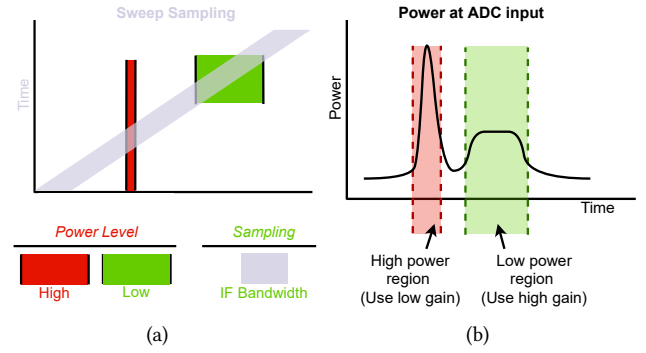 Sweep Sampling
Time
Power Level
High
Low
Sampling
IF Bandwidth
(a)
Power at ADC input
Power
Time
High power
region
(Use low gain)
Low power
region
(Use high gain)
(b)